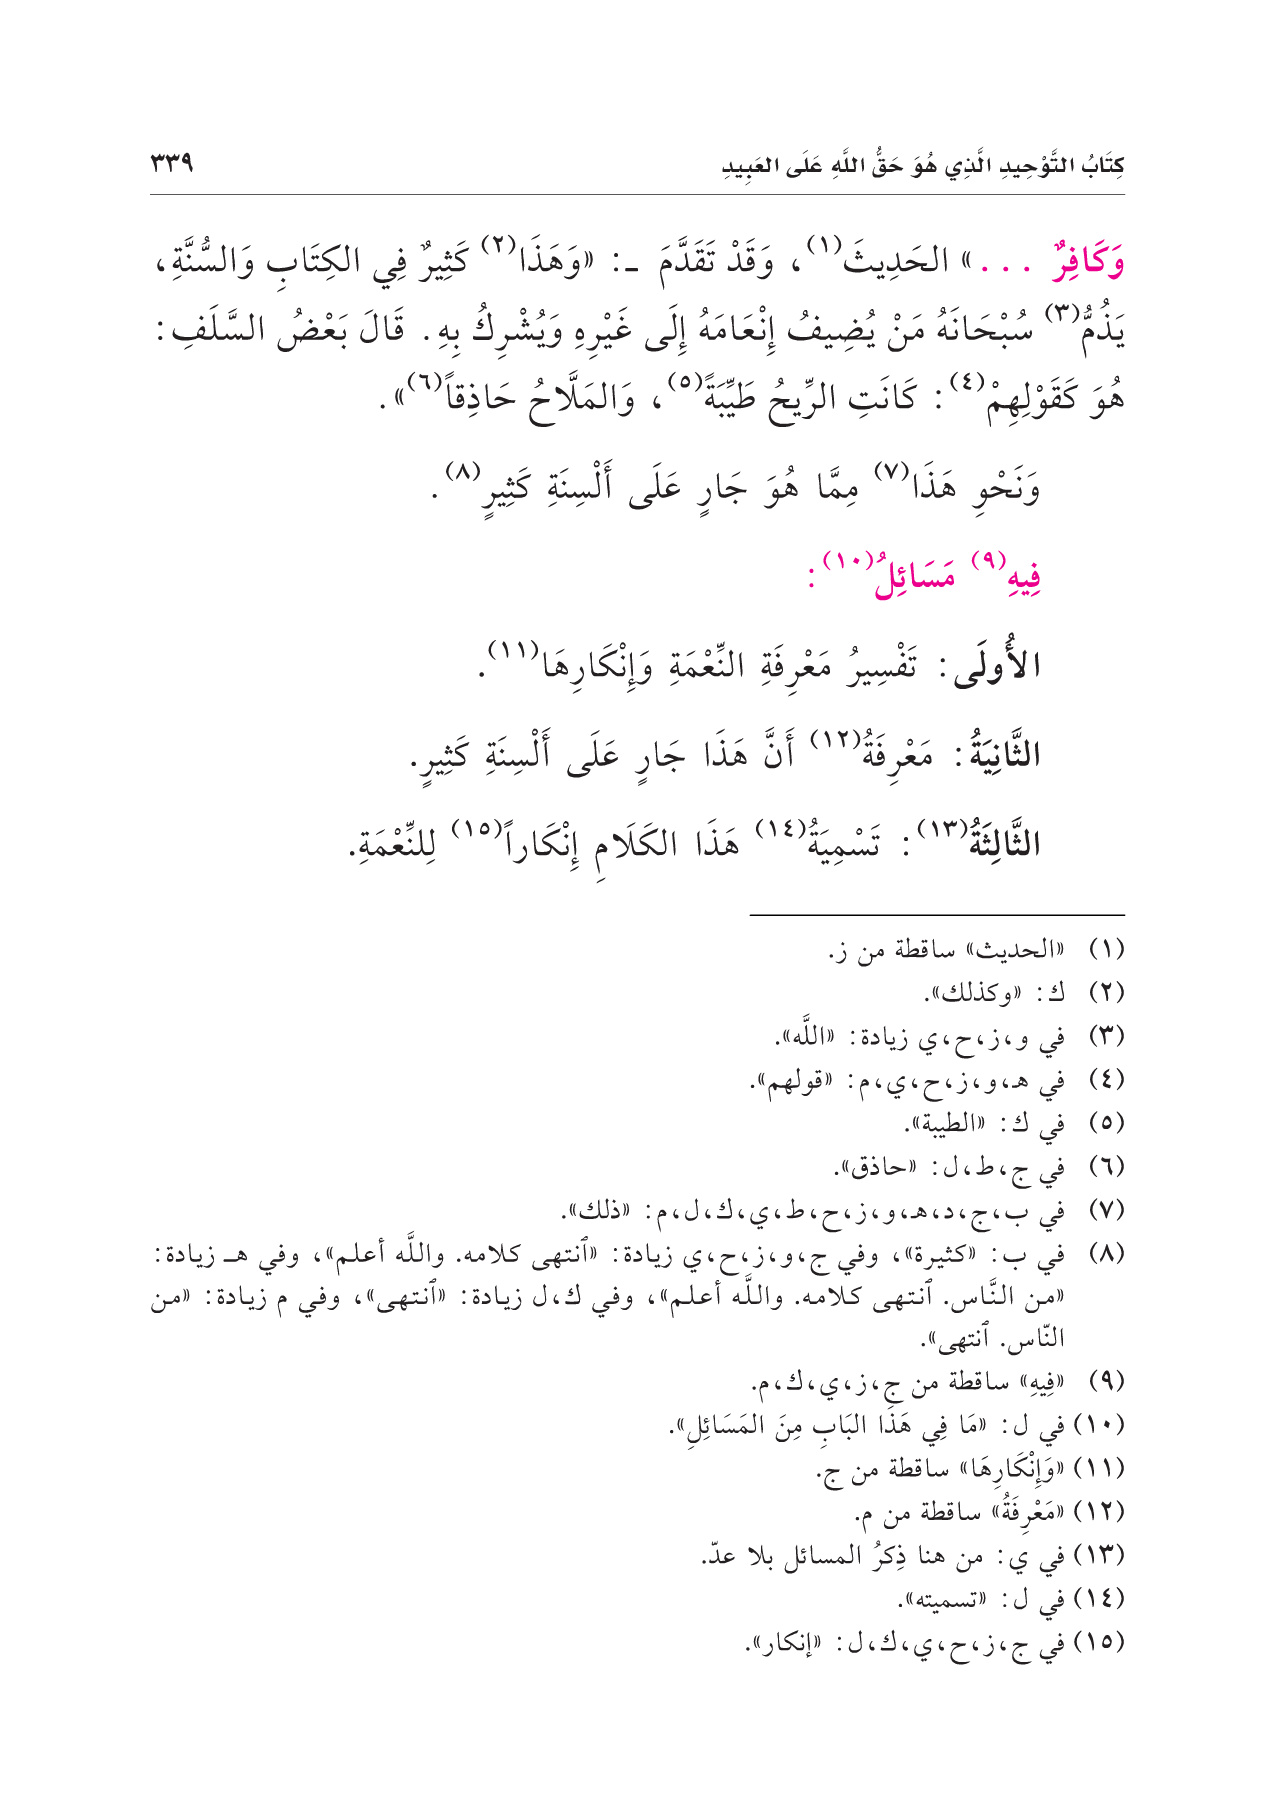 كِتَابُ التَّوْحِيدِ الَّذِي هُوَ حَقُّ اللَّهِ عَلَى العَبِيدِ ٣٣٩
وَكَافِرٌ . . .» الحَدِيثَ(١)، وَقَدْ تَقَدَّمَ ـ: «وَهَذَا(٢) كَثِيرٌ فِي الكِتَابِ وَالسُّنَّةِ،
يَذُمُّ(٣) سُبْحَانَهُ مَنْ يُضِيفُ إِنْعَامَهُ إِلَى غَيْرِهِ وَيُشْرِكُ بِهِ. قَالَ بَعْضُ السَّلَفِ:
هُوَ كَقَوْلِهِمْ(٤): كَانَتِ الرِّيحُ طَيِّبَةً(٥)، وَالمَلَّاحُ حَاذِقاً(٦)».
وَنَحْوِ هَذَا(٧) مِمَّا هُوَ جَارٍ عَلَى أَلْسِنَةِ كَثِيرٍ(٨).
فِيهِ(٩) مَسَائِلُ(١٠):
الأُولَى: تَفْسِيرُ مَعْرِفَةِ النِّعْمَةِ وَإِنْكَارِهَا(١١).
الثَّانِيَةُ: مَعْرِفَةُ(١٢) أَنَّ هَذَا جَارٍ عَلَى أَلْسِنَةِ كَثِيرٍ.
الثَّالِثَةُ(١٣): تَسْمِيَةُ(١٤) هَذَا الكَلَامِ إِنْكَاراً(١٥) لِلنِّعْمَةِ.
(١) «الحديث» ساقطة من ز.
(٢) ك: «وكذلك».
(٣) في و،ز،ح،ي زيادة: «اللَّه».
(٤) في هـ،و،ز،ح،ي،م: «قولهم».
(٥) في ك: «الطيبة».
(٦) في ج،ط،ل: «حاذق».
(٧) في ب،ج،د،هـ،و،ز،ح،ط،ي،ك،ل،م: «ذلك».
(٨) في ب: «كثيرة»، وفي ج،و،ز،ح،ي زيادة: «ٱنتهى كلامه. واللَّه أعلم»، وفي هـ زيادة:
«من النَّاس. ٱنتهى كلامه. واللَّه أعلم»، وفي ك،ل زيادة: «ٱنتهى»، وفي م زيادة: «من
النّاس. ٱنتهى».
(٩) «فِيهِ» ساقطة من ج،ز،ي،ك،م.
(١٠) في ل: «مَا فِي هَذَا البَابِ مِنَ المَسَائِلِ».
(١١) «وَإِنْكَارِهَا» ساقطة من ج.
(١٢) «مَعْرِفَةُ» ساقطة من م.
(١٣) في ي: من هنا ذِكرُ المسائل بلا عدّ.
(١٤) في ل: «تسميته».
(١٥) في ج،ز،ح،ي،ك،ل: «إنكار».